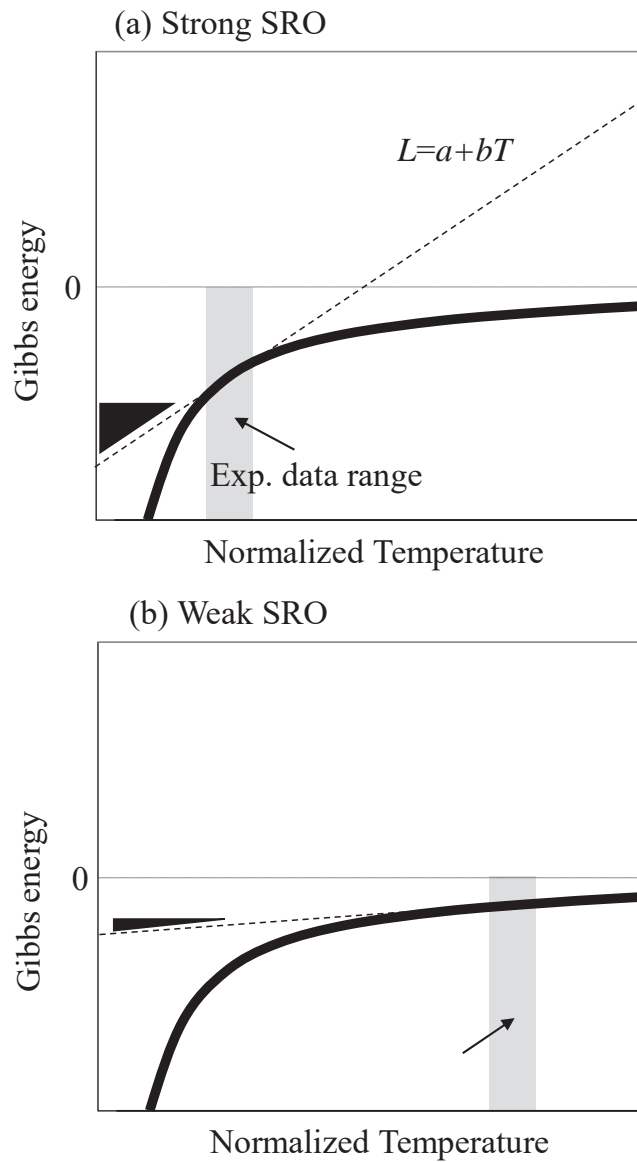 (a) Strong SRO
L=a+bT
0
Gibbs energy
Exp. data range
Normalized Temperature
(b) Weak SRO
0
Gibbs energy
Normalized Temperature